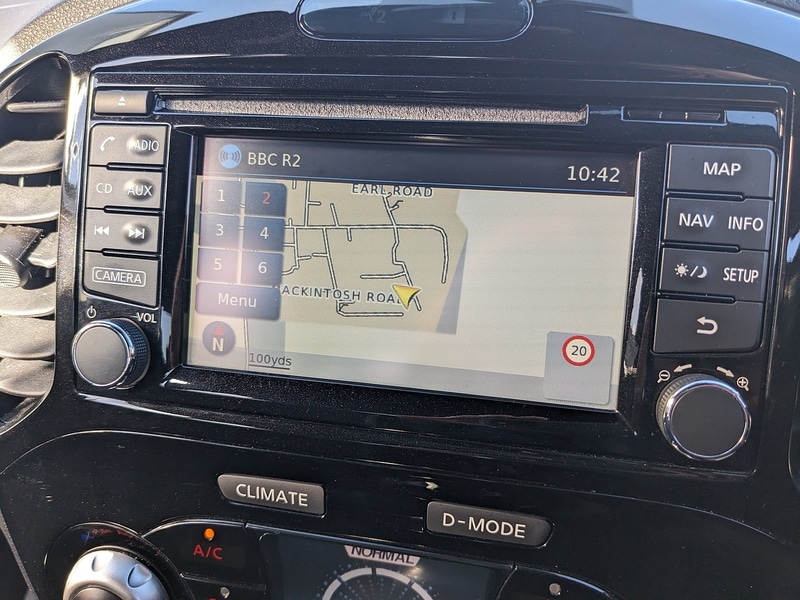 RADIO
CD AUX
CAMERA
VOL
BBC R2
10:42
1 2
3 4
5 6
Menu
N
100yds
EARL ROAD
ACKINTOSH ROAD
20
MAP
NAV INFO
SETUP
CLIMATE
D-MODE
A/C
NORMAL